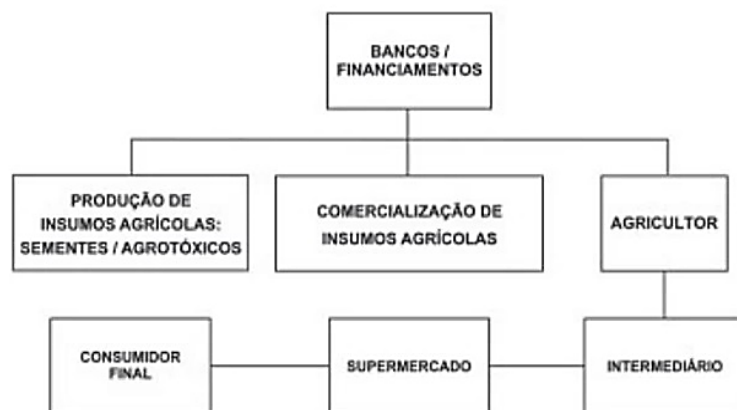 BANCOS /
FINANCIAMENTOS
PRODUÇÃO DE
INSUMOS AGRÍCOLAS:
SEMENTES / AGROTÓXICOS
COMERCIALIZAÇÃO DE
INSUMOS AGRÍCOLAS
AGRICULTOR
CONSUMIDOR
FINAL
SUPERMERCADO
INTERMEDIÁRIO